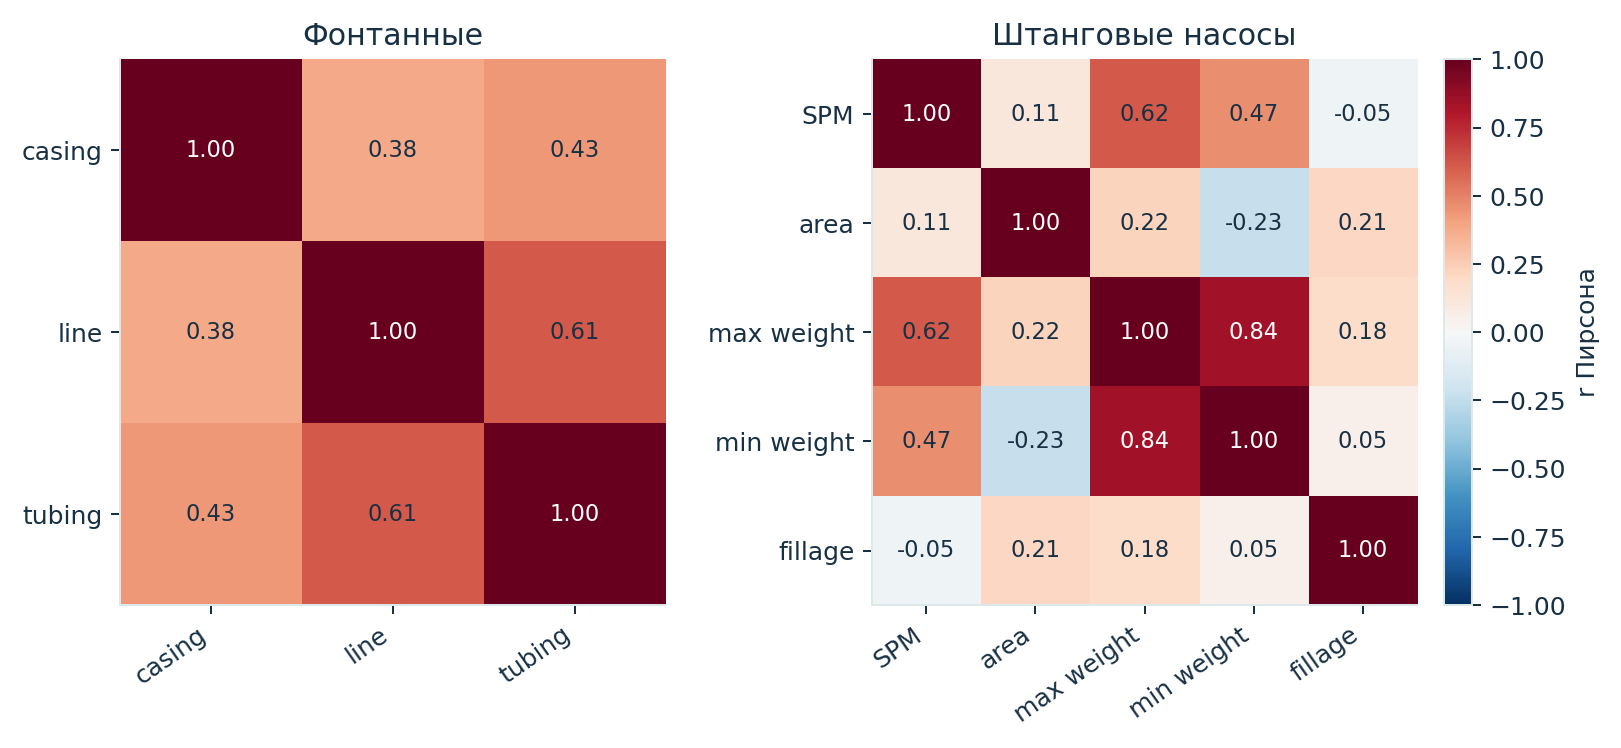 Фонтанные
casing 1.00 0.38 0.43
line 0.38 1.00 0.61
tubing 0.43 0.61 1.00
casing line tubing
Штанговые насосы
SPM 1.00 0.11 0.62 0.47 -0.05
area 0.11 1.00 0.22 -0.23 0.21
max weight 0.62 0.22 1.00 0.84 0.18
min weight 0.47 -0.23 0.84 1.00 0.05
fillage -0.05 0.21 0.18 0.05 1.00
SPM area max weight min weight fillage
1.00
0.75
0.50
0.25
0.00
−0.25
−0.50
−0.75
−1.00
r Пирсона